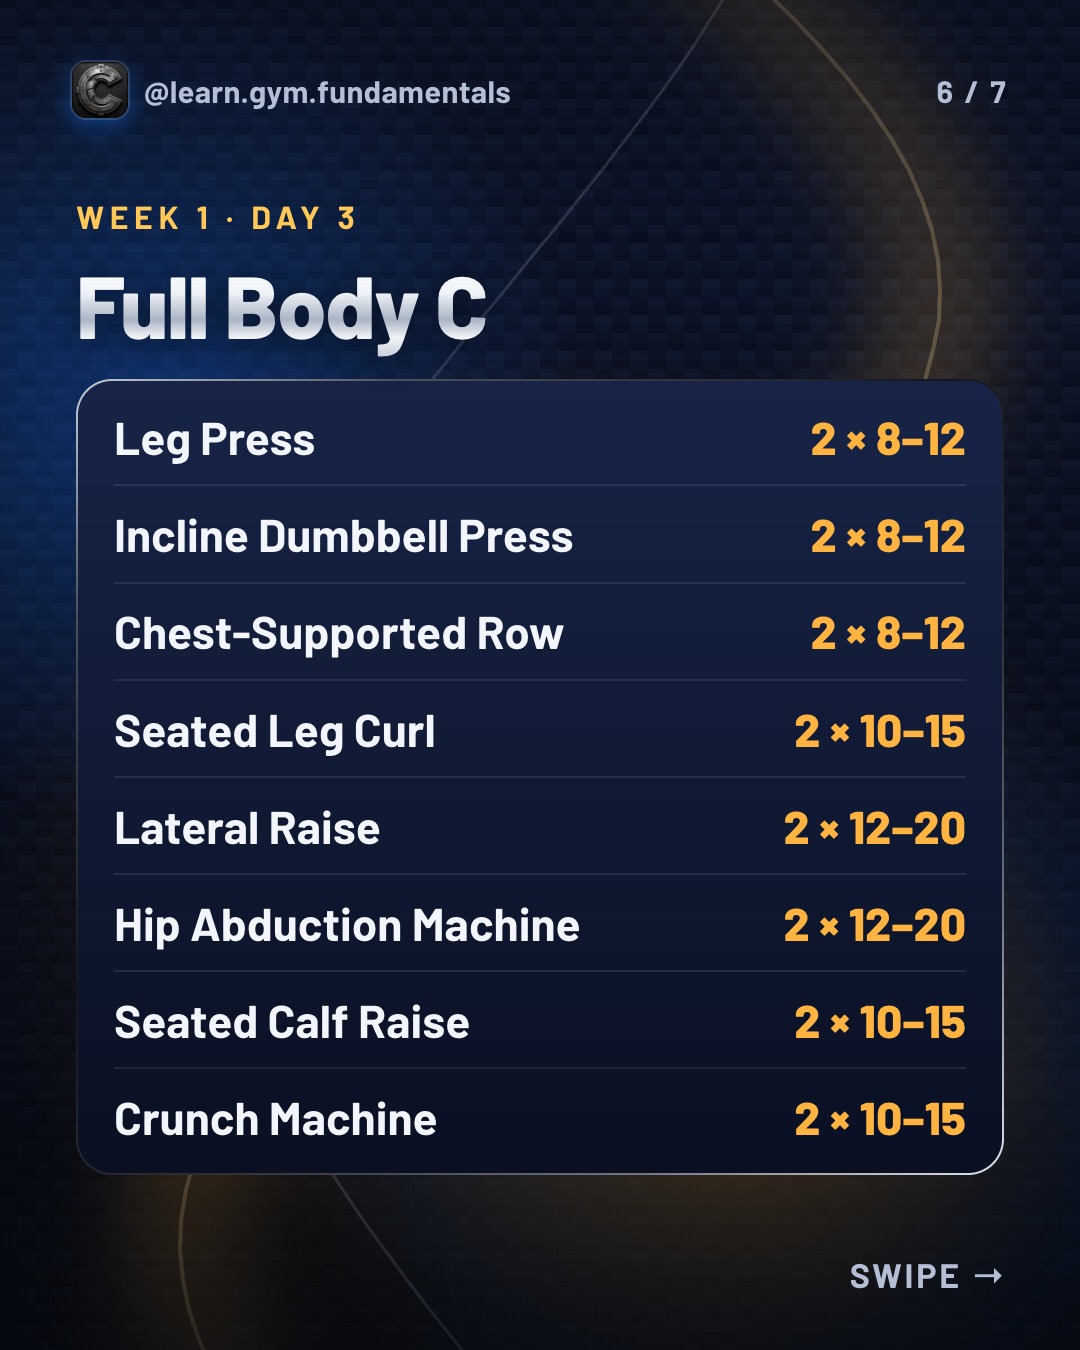 @learn.gym.fundamentals
6 / 7
WEEK 1 · DAY 3
Full Body C
Leg Press 2 × 8–12
Incline Dumbbell Press 2 × 8–12
Chest-Supported Row 2 × 8–12
Seated Leg Curl 2 × 10–15
Lateral Raise 2 × 12–20
Hip Abduction Machine 2 × 12–20
Seated Calf Raise 2 × 10–15
Crunch Machine 2 × 10–15
SWIPE →